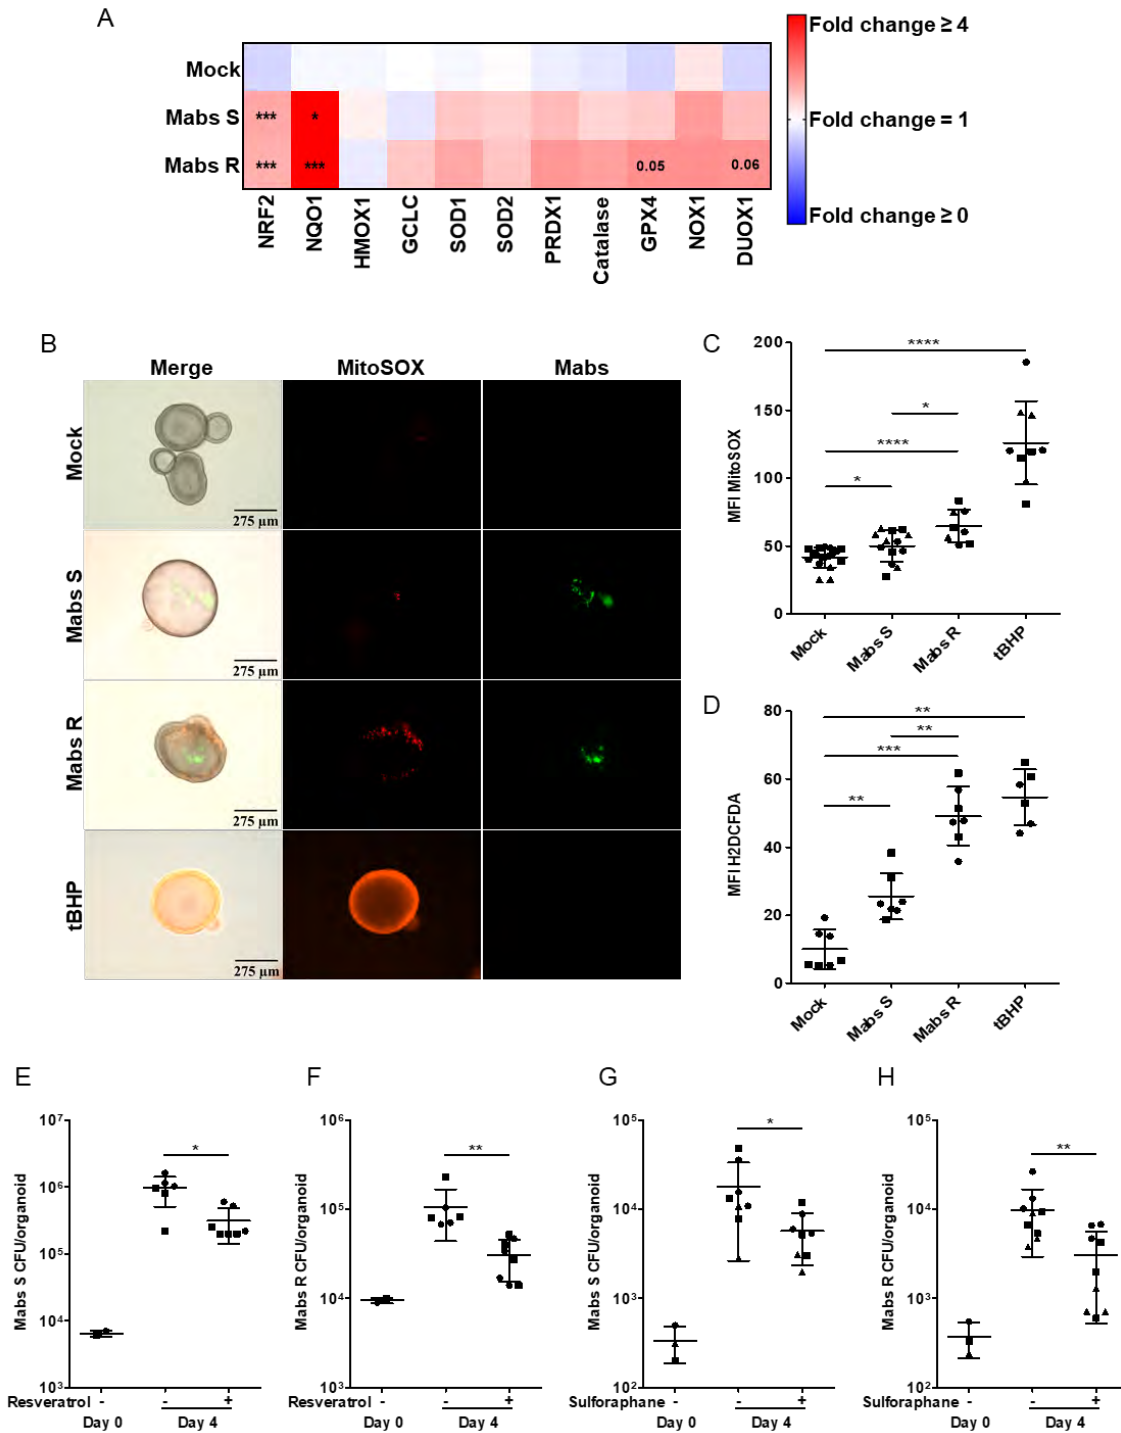 A
Fold change ≥ 4
Fold change = 1
Fold change ≥ 0
Mock
Mabs S *** *
Mabs R *** *** 0.05 0.06
NRF2 NQO1 HMOX1 GCLC SOD1 SOD2 PRDX1 Catalase GPX4 NOX1 DUOX1
B
Merge MitoSOX Mabs
Mock
275 µm
Mabs S
275 µm
Mabs R
275 µm
tBHP
275 µm
C
MFI MitoSOX
200
150
100
50
0
****
*
****
*
Mock Mabs S Mabs R tBHP
D
MFI H2DCFDA
80
60
40
20
0
**
**
***
**
Mock Mabs S Mabs R tBHP
E
Mabs S CFU/organoid
10⁷
10⁶
10⁵
10⁴
10³
*
Resveratrol - - +
Day 0 Day 4
F
Mabs R CFU/organoid
10⁶
10⁵
10⁴
10³
**
Resveratrol - - +
Day 0 Day 4
G
Mabs S CFU/organoid
10⁵
10⁴
10³
10²
*
Sulforaphane - - +
Day 0 Day 4
H
Mabs R CFU/organoid
10⁵
10⁴
10³
10²
**
Sulforaphane - - +
Day 0 Day 4